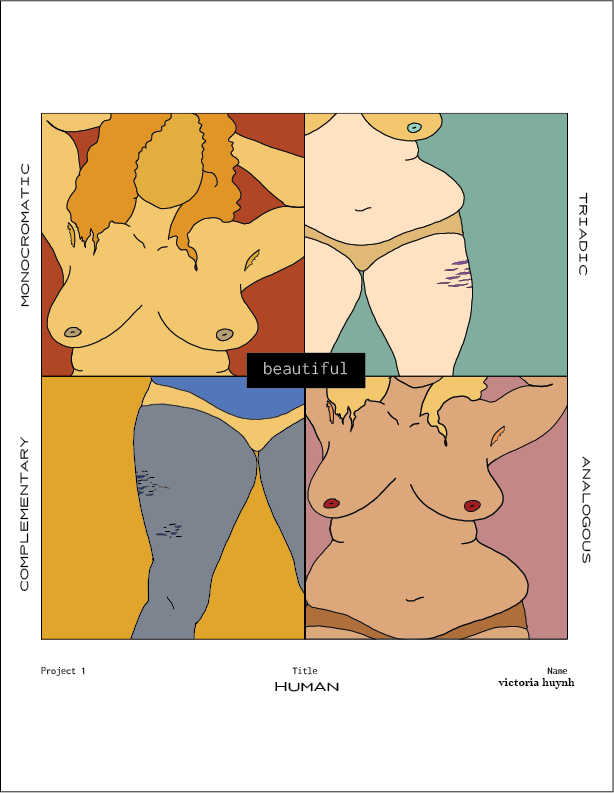 MONOCROMATIC
TRIADIC
beautiful
COMPLEMENTARY
ANALOGOUS
Project 1
Title
Name
HUMAN
victoria huynh